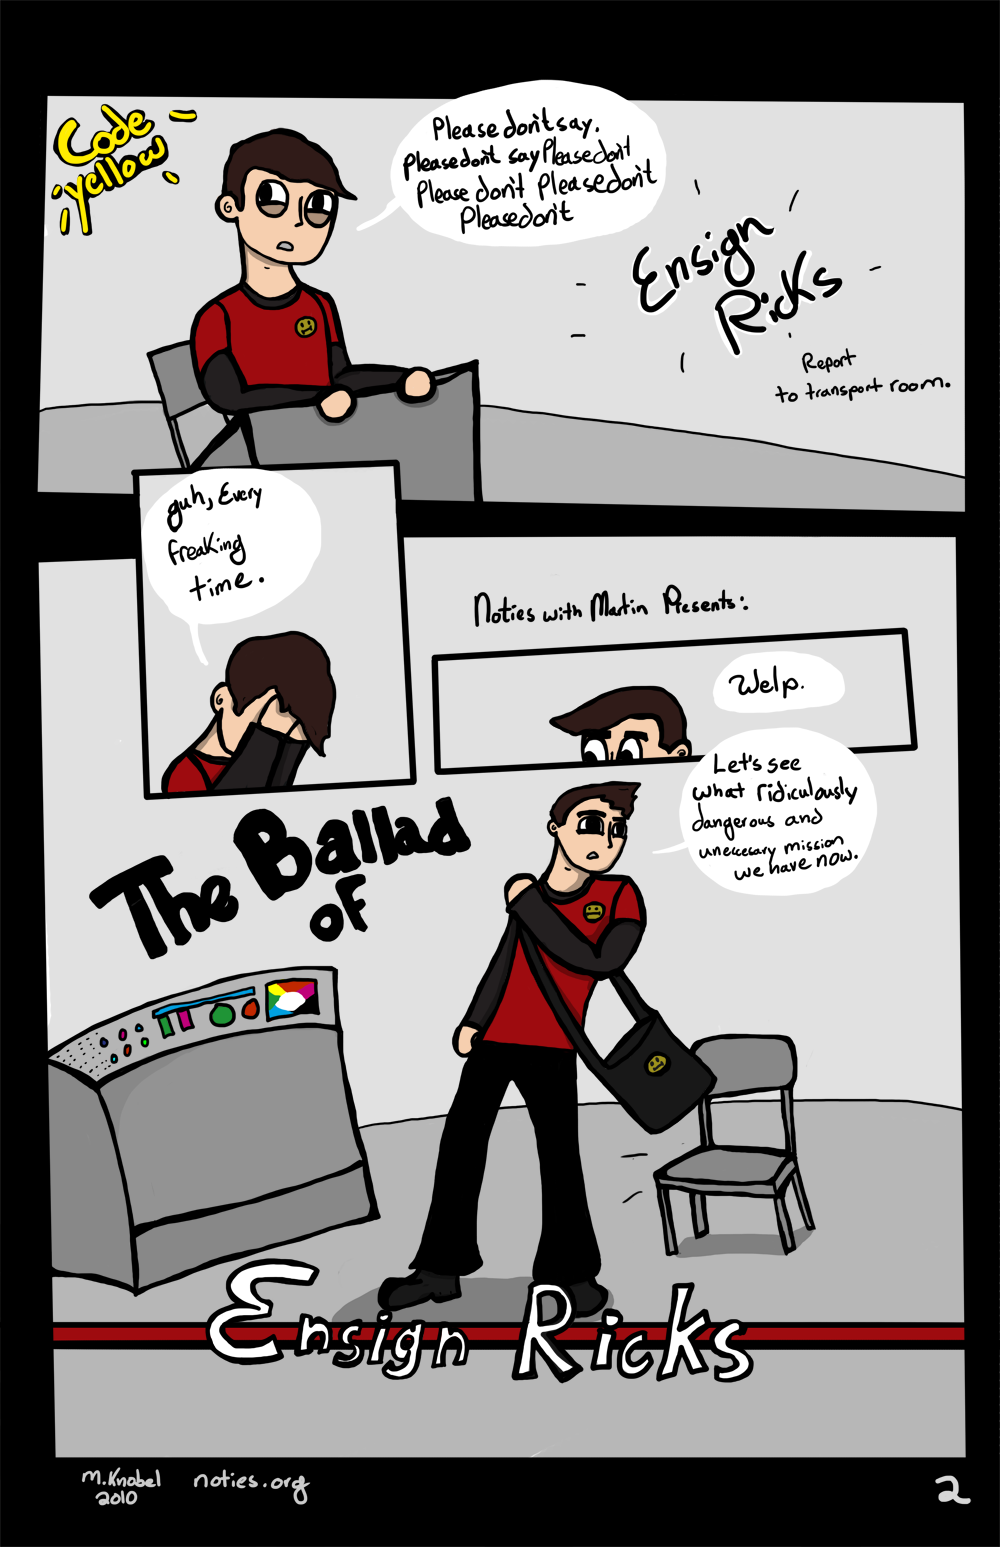 Code
Yellow
Please don't say.
Please don't say Please don't
Please don't Please don't
Please don't
Ensign
Ricks
Report
to transport room.
guh, Every
freaking
time.
Noties with Martin Presents:
Welp.
Let's see
what ridiculously
dangerous and
uneccesary mission
we have now.
The Ballad
of
Ensign Ricks
M. Knabel
2010
noties.org
2